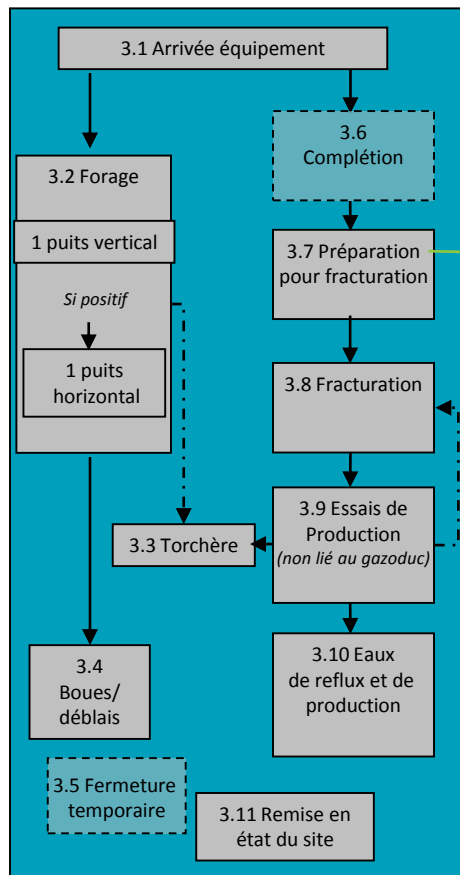 3.1 Arrivée équipement
3.2 Forage
1 puits vertical
Si positif
1 puits
horizontal
3.3 Torchère
3.4
Boues/
déblais
3.5 Fermeture
temporaire
3.6
Complétion
3.7 Préparation
pour fracturation
3.8 Fracturation
3.9 Essais de
Production
(non lié au gazoduc)
3.10 Eaux
de reflux et de
production
3.11 Remise en
état du site